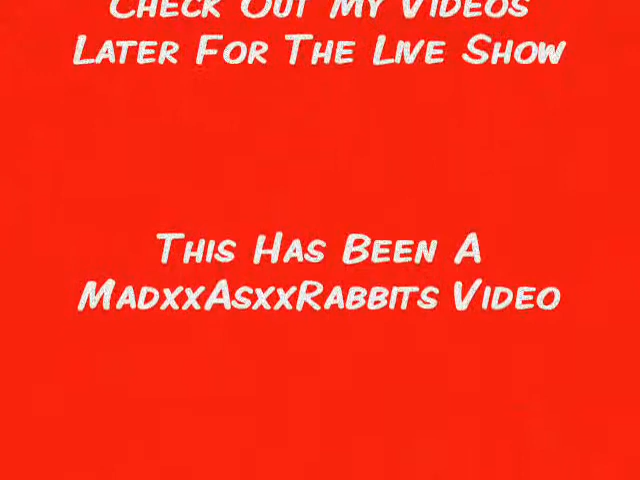 Check Out My Videos
Later For The Live Show
This Has Been A
MadxxAsxxRabbits Video